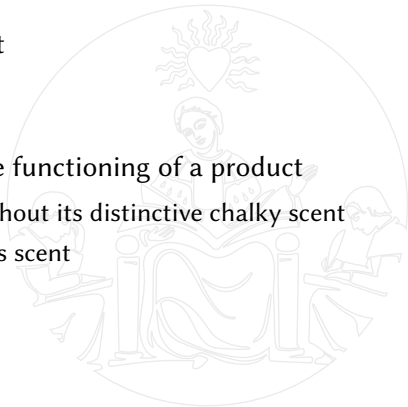 t
e functioning of a product
hout its distinctive chalky scent
s scent